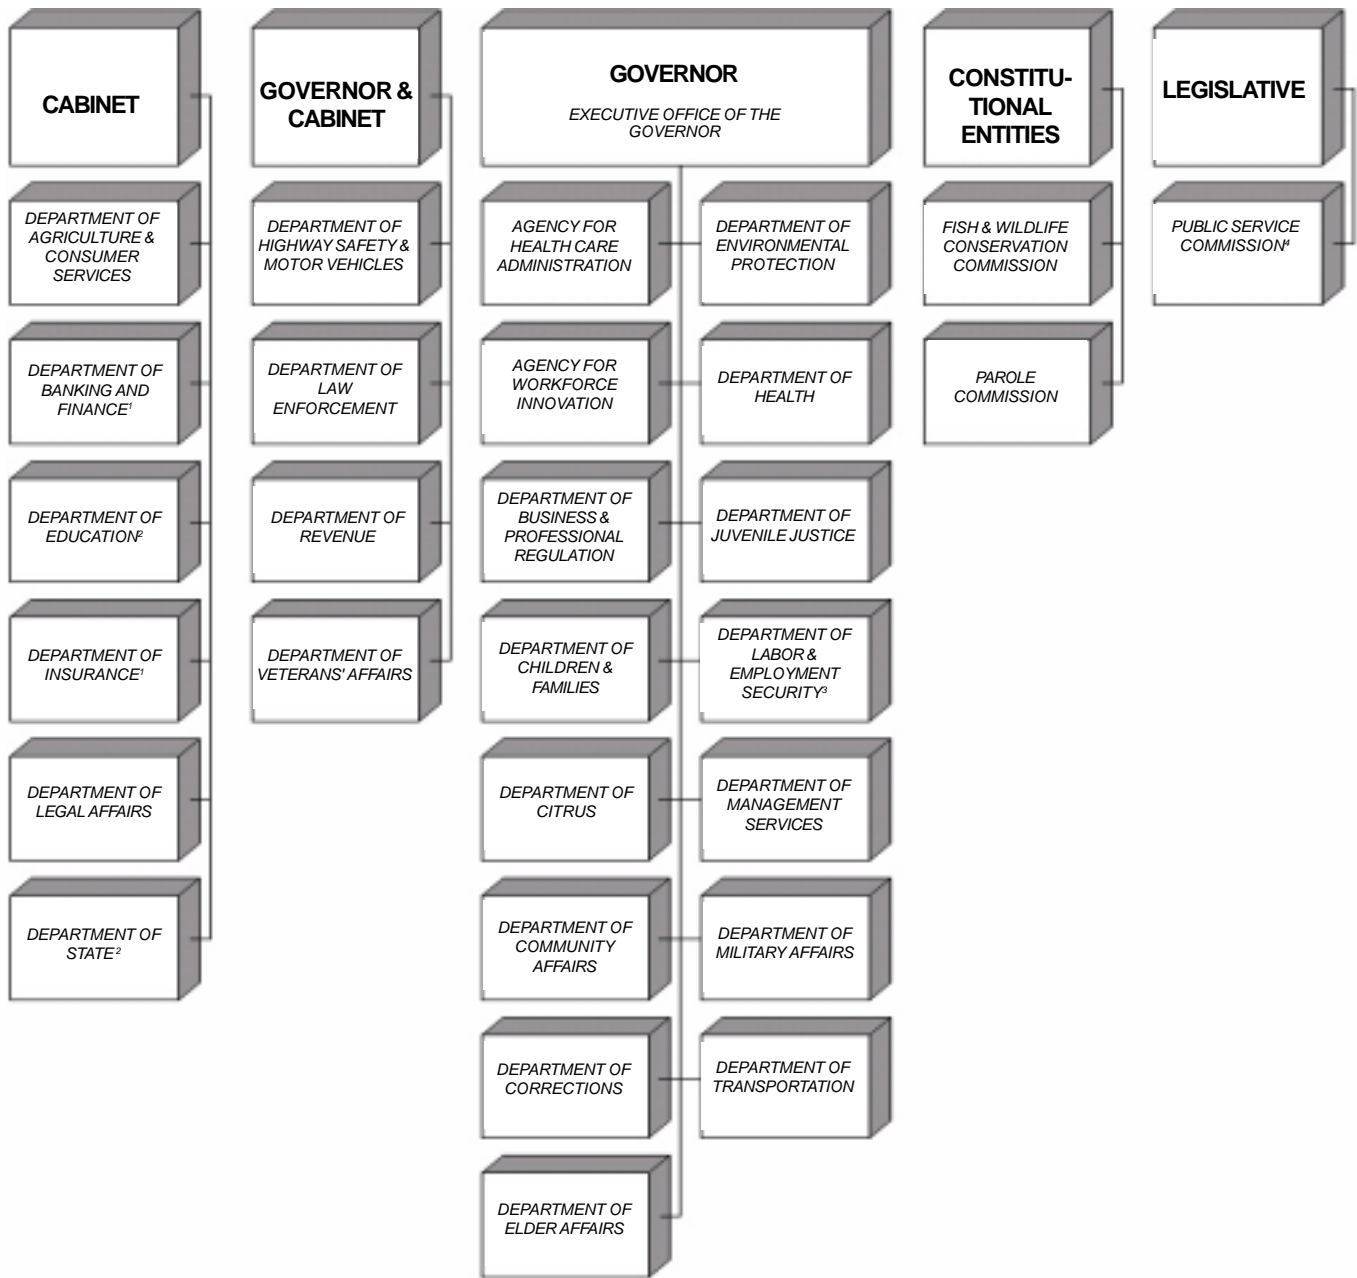 CABINET
DEPARTMENT OF
AGRICULTURE &
CONSUMER
SERVICES
DEPARTMENT OF
BANKING AND
FINANCE¹
DEPARTMENT OF
EDUCATION²
DEPARTMENT OF
INSURANCE¹
DEPARTMENT OF
LEGAL AFFAIRS
DEPARTMENT OF
STATE²
GOVERNOR &
CABINET
DEPARTMENT OF
HIGHWAY SAFETY &
MOTOR VEHICLES
DEPARTMENT OF
LAW
ENFORCEMENT
DEPARTMENT OF
REVENUE
DEPARTMENT OF
VETERANS' AFFAIRS
GOVERNOR
EXECUTIVE OFFICE OF THE
GOVERNOR
AGENCY FOR
HEALTH CARE
ADMINISTRATION
AGENCY FOR
WORKFORCE
INNOVATION
DEPARTMENT OF
BUSINESS &
PROFESSIONAL
REGULATION
DEPARTMENT OF
CHILDREN &
FAMILIES
DEPARTMENT OF
CITRUS
DEPARTMENT OF
COMMUNITY
AFFAIRS
DEPARTMENT OF
CORRECTIONS
DEPARTMENT OF
ELDER AFFAIRS
DEPARTMENT OF
ENVIRONMENTAL
PROTECTION
DEPARTMENT OF
HEALTH
DEPARTMENT OF
JUVENILE JUSTICE
DEPARTMENT OF
LABOR &
EMPLOYMENT
SECURITY³
DEPARTMENT OF
MANAGEMENT
SERVICES
DEPARTMENT OF
MILITARY AFFAIRS
DEPARTMENT OF
TRANSPORTATION
CONSTITU-
TIONAL
ENTITIES
FISH & WILDLIFE
CONSERVATION
COMMISSION
PAROLE
COMMISSION
LEGISLATIVE
PUBLIC SERVICE
COMMISSION⁴